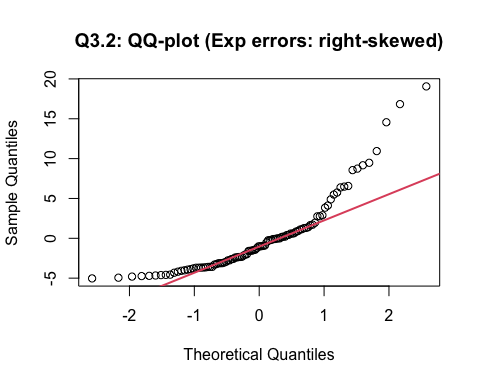 Q3.2: QQ-plot (Exp errors: right-skewed)
Sample Quantiles
20
15
10
5
0
-5
-2 -1 0 1 2
Theoretical Quantiles